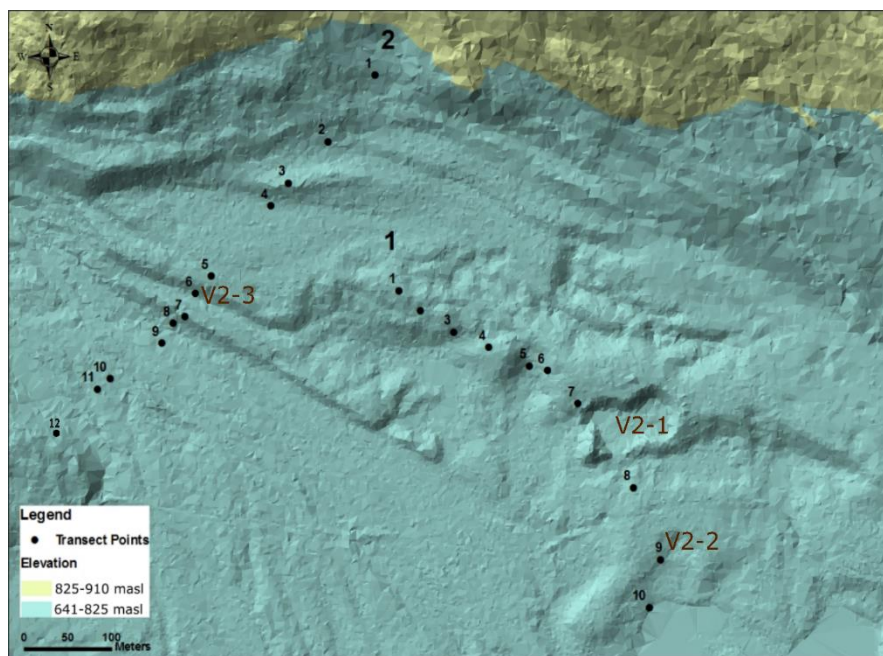 N
W E
S
2
1
2
3
4
1
5
6
V2-3
1
7
8
3
9
4
5
6
10
11
7
V2-1
12
8
Legend
Transect Points
9
V2-2
Elevation
825-910 masl
10
641-825 masl
0 50 100
Meters